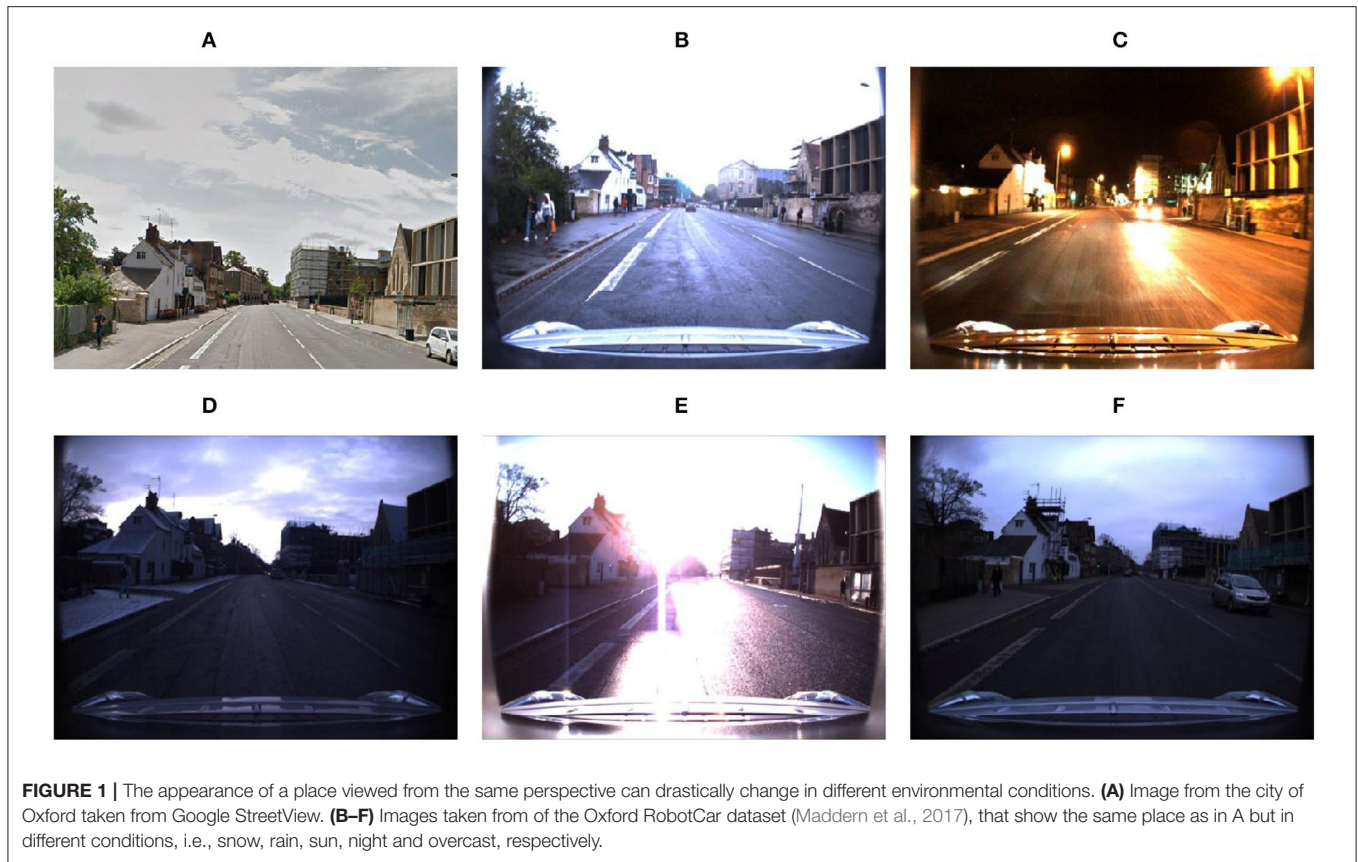 A
B
C
D
E
F
FIGURE 1 | The appearance of a place viewed from the same perspective can drastically change in different environmental conditions. (A) Image from the city of
Oxford taken from Google StreetView. (B–F) Images taken from of the Oxford RobotCar dataset (Maddern et al., 2017), that show the same place as in A but in
different conditions, i.e., snow, rain, sun, night and overcast, respectively.